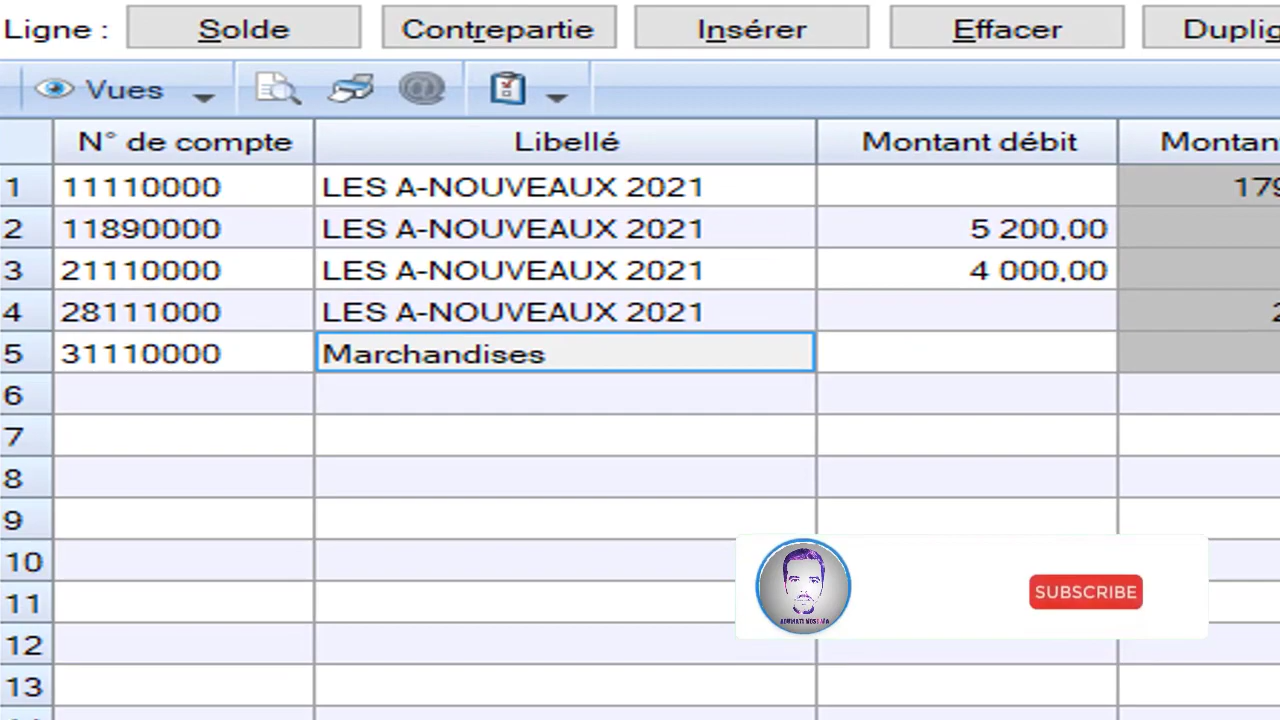 Ligne : Solde Contrepartie Insérer Effacer Duplig
Vues
N° de compte Libellé Montant débit Montan
1 11110000 LES A-NOUVEAUX 2021 179
2 11890000 LES A-NOUVEAUX 2021 5 200,00
3 21110000 LES A-NOUVEAUX 2021 4 000,00
4 28111000 LES A-NOUVEAUX 2021 2
5 31110000 Marchandises
6
7
8
9
10
11
12
13
SUBSCRIBE